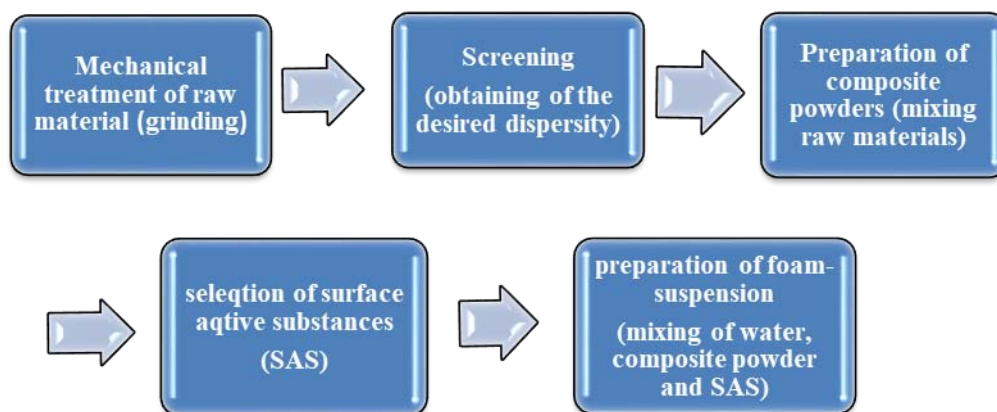 Mechanical
treatment of raw
material (grinding)
Screening
(obtaining of the
desired dispersity)
Preparation of
composite
powders (mixing
raw materials)
seleqtion of surface
aqtive substances
(SAS)
preparation of foam-
suspension
(mixing of water,
composite powder
and SAS)